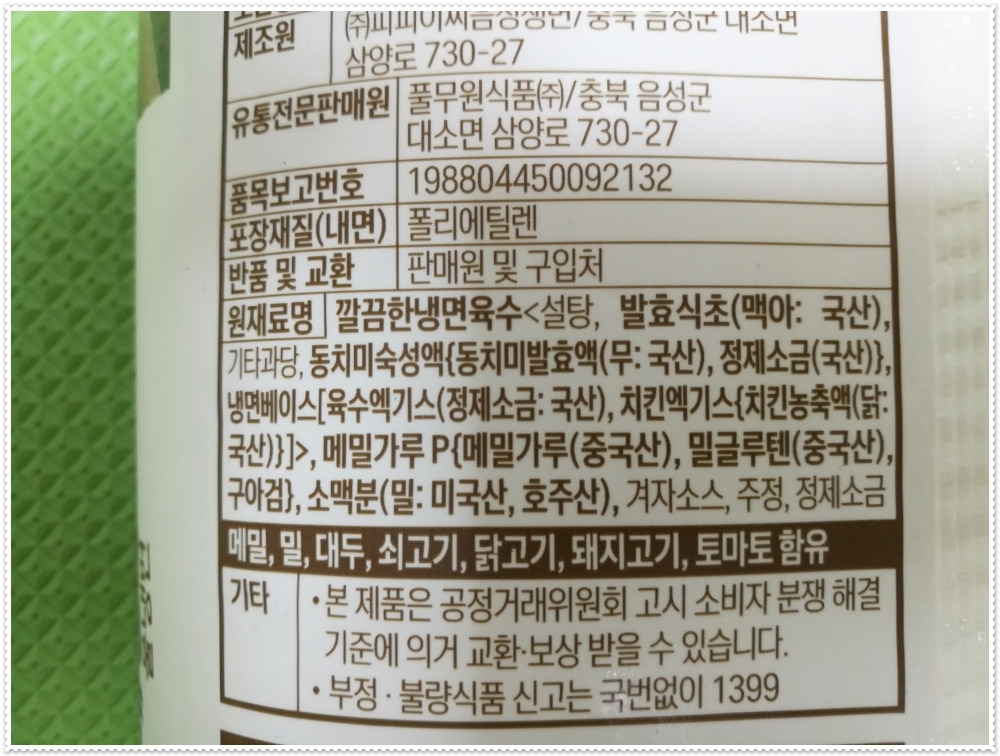 제조원
삼양로 730-27
유통전문판매원 풀무원식품㈜/충북 음성군
대소면 삼양로 730-27
품목보고번호 198804450092132
포장재질(내면) 폴리에틸렌
반품 및 교환 판매원 및 구입처
원재료명 깔끔한냉면육수<설탕, 발효식초(맥아: 국산),
기타과당, 동치미숙성액{동치미발효액(무: 국산), 정제소금(국산)},
냉면베이스[육수엑기스(정제소금: 국산), 치킨엑기스{치킨농축액(닭:
국산)}]>, 메밀가루 P{메밀가루(중국산), 밀글루텐(중국산),
구아검}, 소맥분(밀: 미국산, 호주산), 겨자소스, 주정, 정제소금
메밀, 밀, 대두, 쇠고기, 닭고기, 돼지고기, 토마토 함유
기타 •본 제품은 공정거래위원회 고시 소비자 분쟁 해결
기준에 의거 교환·보상 받을 수 있습니다.
•부정·불량식품 신고는 국번없이 1399